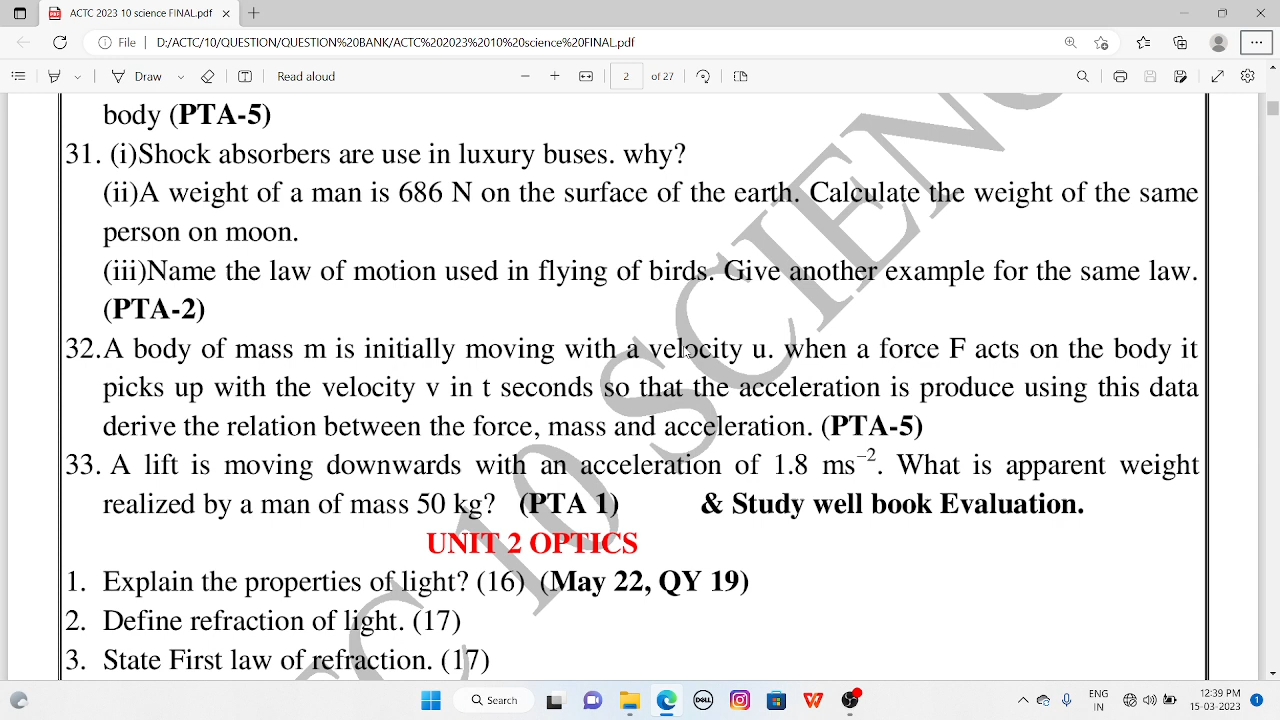 ACTC 2023 10 science FINAL.pdf
File | D:/ACTC/10/QUESTION/QUESTION%20BANK/ACTC%202023%2010%20science%20FINAL.pdf
Draw Read aloud 2 of 27
body (PTA-5)
31. (i)Shock absorbers are use in luxury buses. why?
(ii)A weight of a man is 686 N on the surface of the earth. Calculate the weight of the same
person on moon.
(iii)Name the law of motion used in flying of birds. Give another example for the same law.
(PTA-2)
32.A body of mass m is initially moving with a velocity u. when a force F acts on the body it
picks up with the velocity v in t seconds so that the acceleration is produce using this data
derive the relation between the force, mass and acceleration. (PTA-5)
33. A lift is moving downwards with an acceleration of 1.8 ms⁻². What is apparent weight
realized by a man of mass 50 kg? (PTA 1) & Study well book Evaluation.
UNIT 2 OPTICS
1. Explain the properties of light? (16) (May 22, QY 19)
2. Define refraction of light. (17)
3. State First law of refraction. (17)
TC 10 SCIENC
Search DELL ENG 12:39 PM
IN 15-03-2023 1